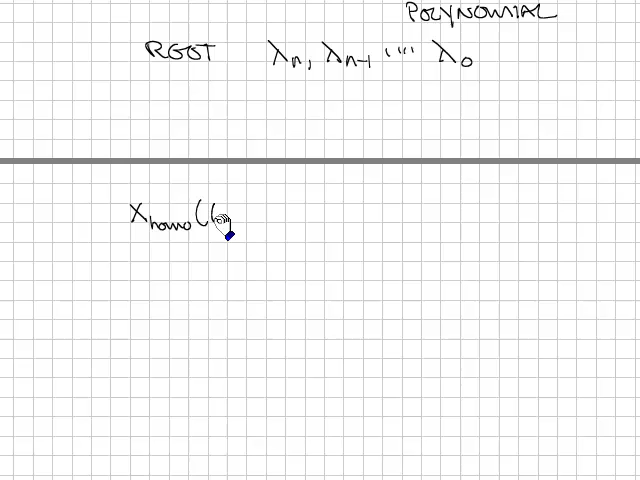 POLYNOMIAL
ROOT λn, λn-1 .... λ0
xhomo(